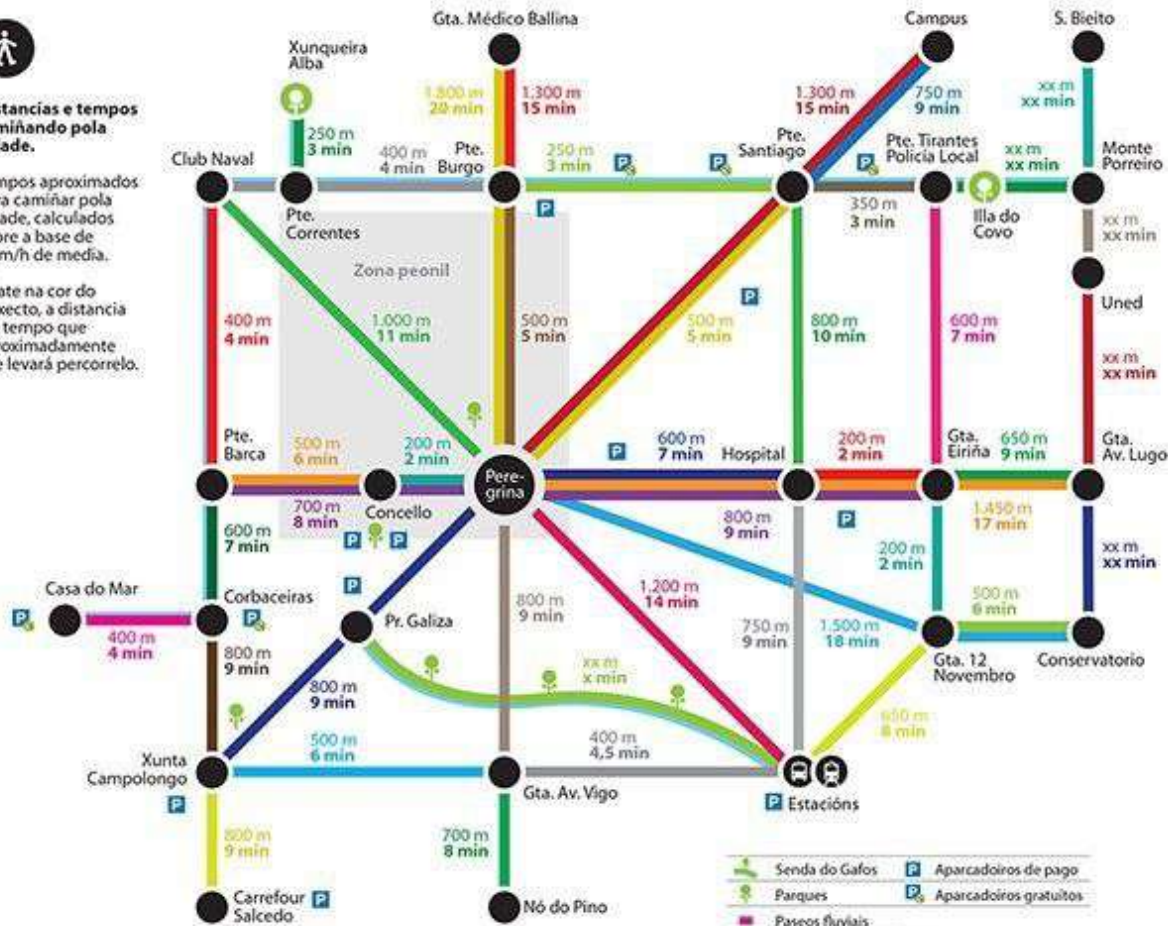 Gta. Médico Ballina
Campus
S. Bieito
Xunqueira
Alba
stancias e tempos
miñando pola
dade.
mpos aproximados
ra camiñar pola
dade, calculados
bre a base de
m/h de media.
ate na cor do
xecto, a distancia
tempo que
roximadamente
e levará percorrelo.
1.800 m
20 min
1.300 m
15 min
1.300 m
15 min
750 m
9 min
xx m
xx min
250 m
3 min
400 m
4 min
Club Naval
Pte.
Burgo
250 m
3 min
P
P
Pte.
Santiago
P
Pte. Tirantes
Policía Local
xx m
xx min
Monte
Porreiro
Pte.
Correntes
P
350 m
3 min
Illa do
Covo
xx m
xx min
Zona peonil
P
Uned
400 m
4 min
1.000 m
11 min
500 m
5 min
500 m
5 min
800 m
10 min
600 m
7 min
xx m
xx min
Pte.
Barca
500 m
6 min
200 m
2 min
Pere-
grina
P
600 m
7 min
Hospital
200 m
2 min
Gta.
Eiriña
650 m
9 min
Gta.
Av. Lugo
700 m
8 min
Concello
P
P
800 m
9 min
P
1.450 m
17 min
600 m
7 min
200 m
2 min
xx m
xx min
Casa do Mar
P
400 m
4 min
Corbaceiras
P
P
Pr. Galiza
800 m
9 min
1.200 m
14 min
750 m
9 min
1.500 m
18 min
500 m
6 min
Gta. 12
Novembro
Conservatorio
800 m
9 min
800 m
9 min
xx m
x min
650 m
8 min
Xunta
Campolongo
P
500 m
6 min
400 m
4,5 min
Gta. Av. Vigo
P Estacións
800 m
9 min
700 m
8 min
Carrefour P
Salcedo
Nó do Pino
Senda do Gafos
P Aparcadoiros de pago
Parques
P Aparcadoiros gratuitos
Paseos fluviais